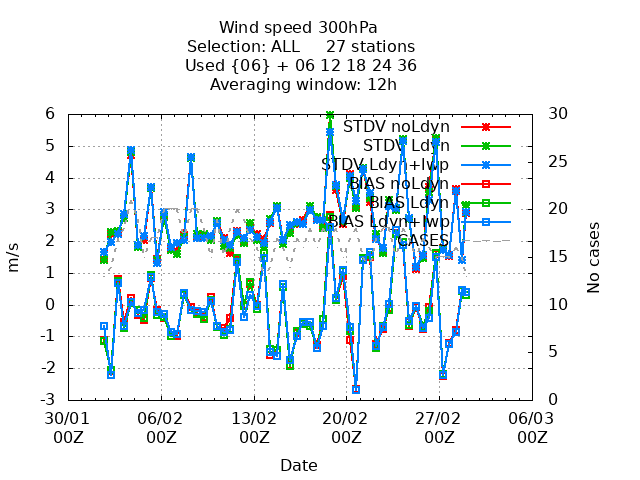 Wind speed 300hPa
Selection: ALL 27 stations
Used {06} + 06 12 18 24 36
Averaging window: 12h
6
5
4
3
2
1
0
-1
-2
-3
m/s
30
25
20
15
10
5
0
No cases
STDV noLdyn
STDV Ldyn
STDV Ldyn+lwp
BIAS noLdyn
BIAS Ldyn
BIAS Ldyn+lwp
CASES
30/01 06/02 13/02 20/02 27/02 06/03
00Z 00Z 00Z 00Z 00Z 00Z
Date